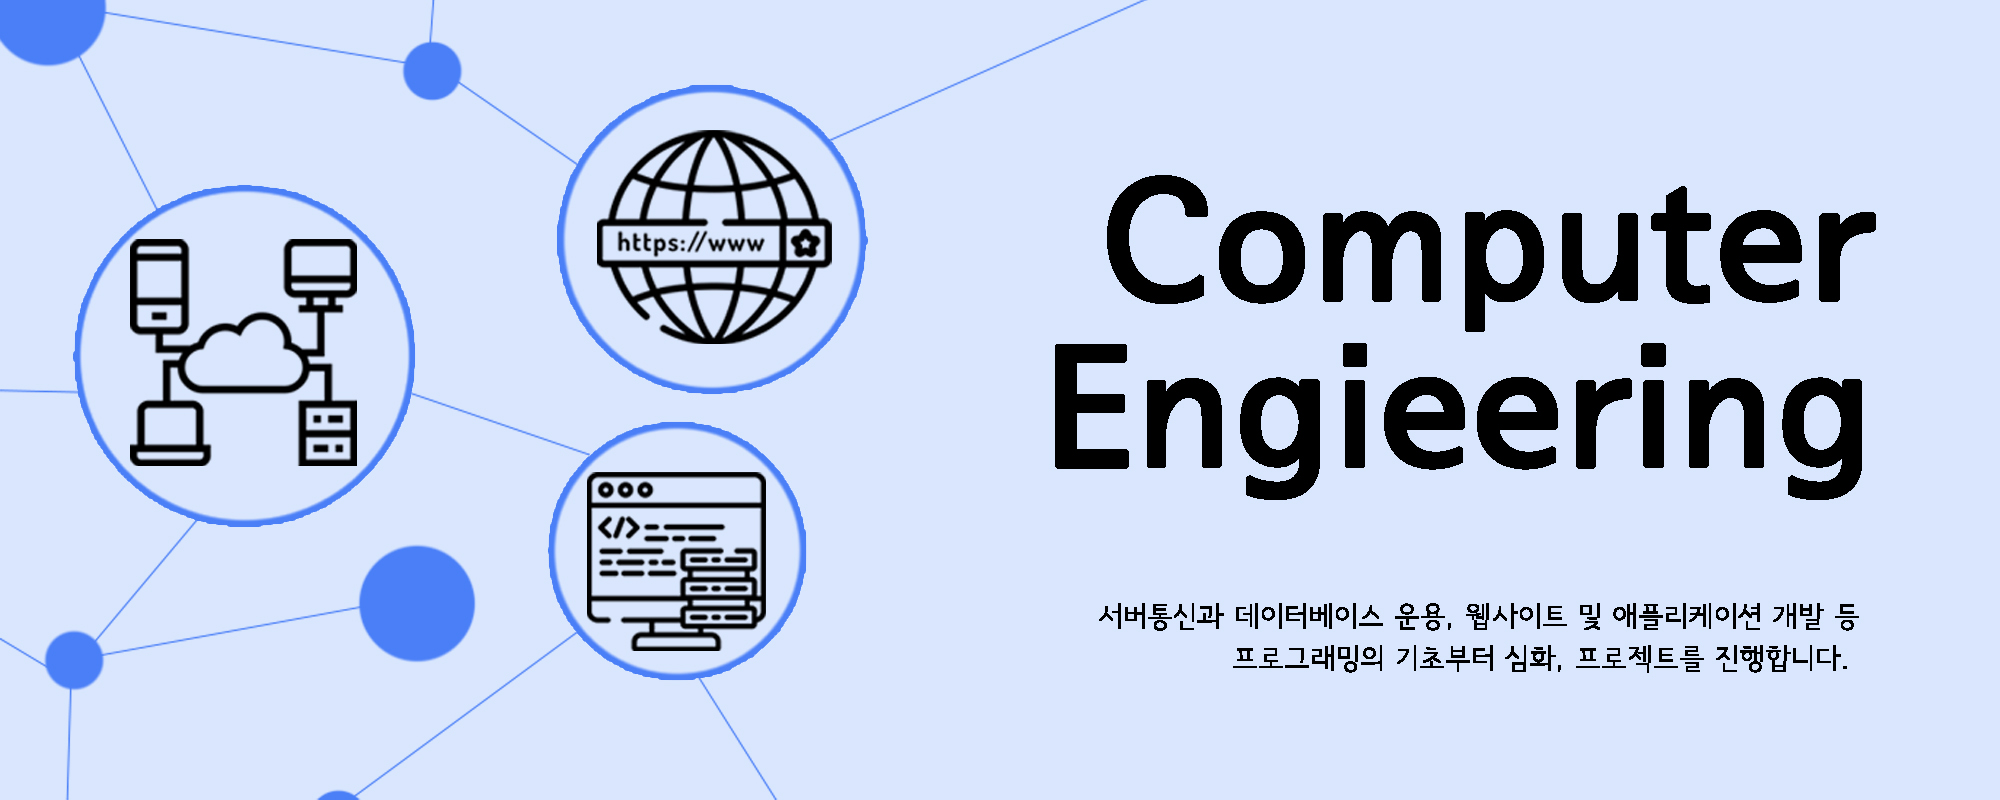 https://www
</>
Computer
Engieering
서버통신과 데이터베이스 운용, 웹사이트 및 애플리케이션 개발 등
프로그래밍의 기초부터 심화, 프로젝트를 진행합니다.